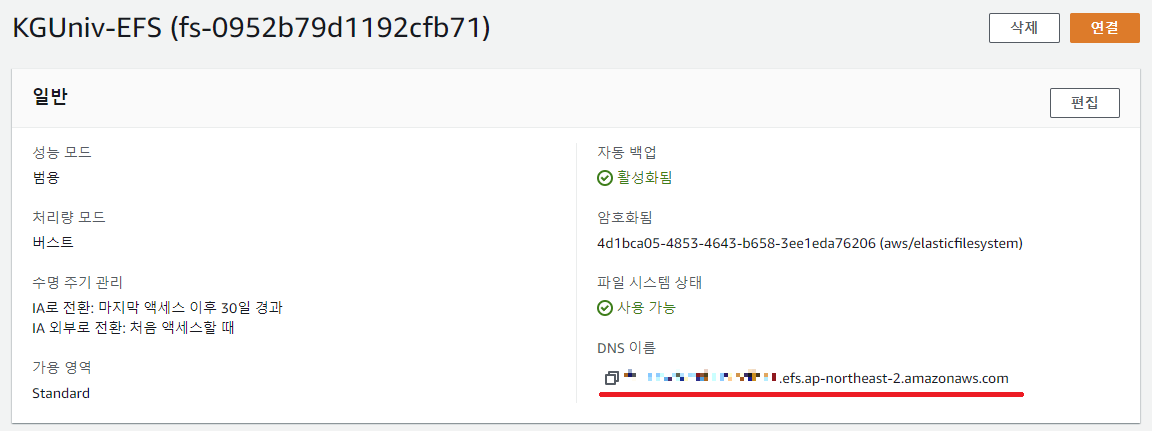 KGUniv-EFS (fs-0952b79d1192cfb71)
삭제
연결
일반
편집
성능 모드
범용
처리량 모드
버스트
수명 주기 관리
IA로 전환: 마지막 액세스 이후 30일 경과
IA 외부로 전환: 처음 액세스할 때
가용 영역
Standard
자동 백업
활성화됨
암호화됨
4d1bca05-4853-4643-b658-3ee1eda76206 (aws/elasticfilesystem)
파일 시스템 상태
사용 가능
DNS 이름
.efs.ap-northeast-2.amazonaws.com